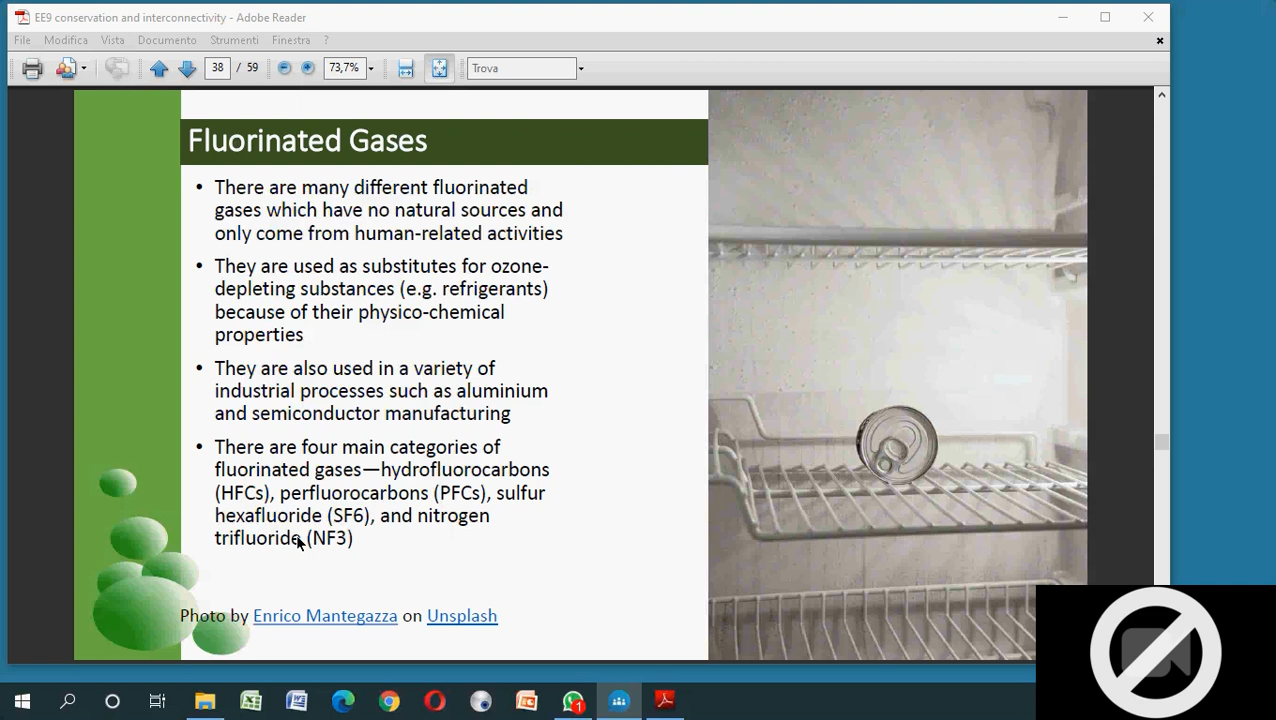 EE9 conservation and interconnectivity - Adobe Reader
File Modifica Vista Documento Strumenti Finestra ?
38 / 59 73,7% Trova
Fluorinated Gases
• There are many different fluorinated
gases which have no natural sources and
only come from human-related activities
• They are used as substitutes for ozone-
depleting substances (e.g. refrigerants)
because of their physico-chemical
properties
• They are also used in a variety of
industrial processes such as aluminium
and semiconductor manufacturing
• There are four main categories of
fluorinated gases—hydrofluorocarbons
(HFCs), perfluorocarbons (PFCs), sulfur
hexafluoride (SF6), and nitrogen
trifluoride (NF3)
Photo by Enrico Mantegazza on Unsplash
1